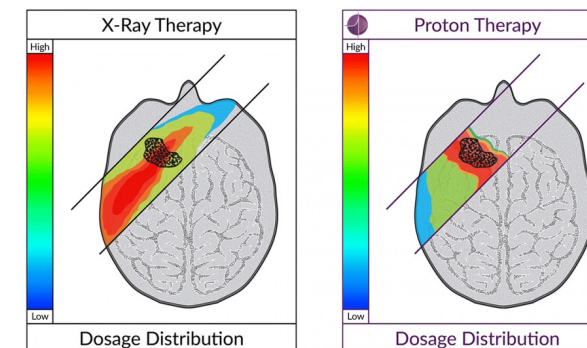 X-Ray Therapy
High
Low
Dosage Distribution
Proton Therapy
High
Low
Dosage Distribution